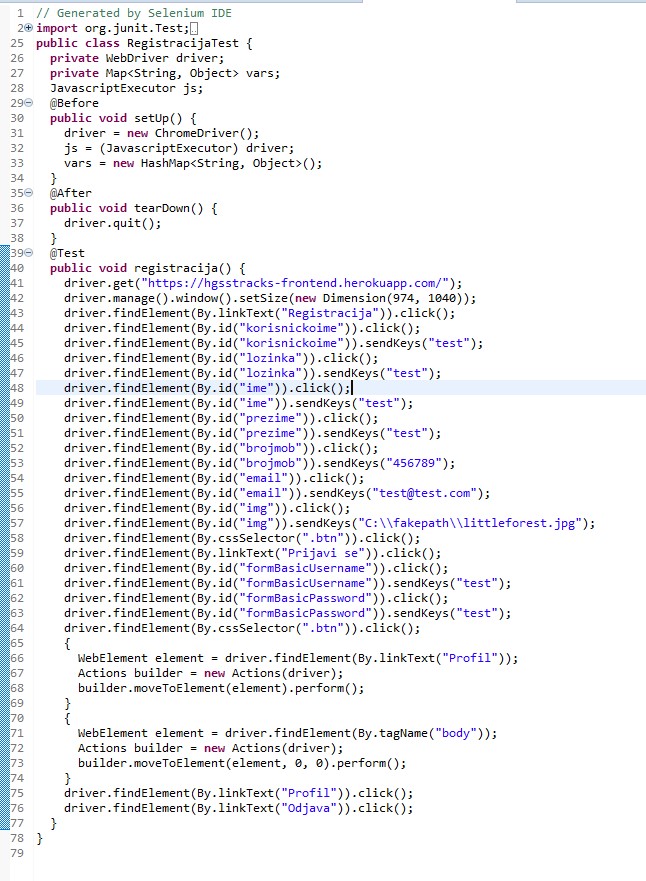 1 // Generated by Selenium IDE
2 import org.junit.Test;
25 public class RegistracijaTest {
26 private WebDriver driver;
27 private Map<String, Object> vars;
28 JavascriptExecutor js;
29 @Before
30 public void setUp() {
31 driver = new ChromeDriver();
32 js = (JavascriptExecutor) driver;
33 vars = new HashMap<String, Object>();
34 }
35 @After
36 public void tearDown() {
37 driver.quit();
38 }
39 @Test
40 public void registracija() {
41 driver.get("https://hgsstracks-frontend.herokuapp.com/");
42 driver.manage().window().setSize(new Dimension(974, 1040));
43 driver.findElement(By.linkText("Registracija")).click();
44 driver.findElement(By.id("korisnickoime")).click();
45 driver.findElement(By.id("korisnickoime")).sendKeys("test");
46 driver.findElement(By.id("lozinka")).click();
47 driver.findElement(By.id("lozinka")).sendKeys("test");
48 driver.findElement(By.id("ime")).click();
49 driver.findElement(By.id("ime")).sendKeys("test");
50 driver.findElement(By.id("prezime")).click();
51 driver.findElement(By.id("prezime")).sendKeys("test");
52 driver.findElement(By.id("brojmob")).click();
53 driver.findElement(By.id("brojmob")).sendKeys("456789");
54 driver.findElement(By.id("email")).click();
55 driver.findElement(By.id("email")).sendKeys("test@test.com");
56 driver.findElement(By.id("img")).click();
57 driver.findElement(By.id("img")).sendKeys("C:\\fakepath\\littleforest.jpg");
58 driver.findElement(By.cssSelector(".btn")).click();
59 driver.findElement(By.linkText("Prijavi se")).click();
60 driver.findElement(By.id("formBasicUsername")).click();
61 driver.findElement(By.id("formBasicUsername")).sendKeys("test");
62 driver.findElement(By.id("formBasicPassword")).click();
63 driver.findElement(By.id("formBasicPassword")).sendKeys("test");
64 driver.findElement(By.cssSelector(".btn")).click();
65 {
66 WebElement element = driver.findElement(By.linkText("Profil"));
67 Actions builder = new Actions(driver);
68 builder.moveToElement(element).perform();
69 }
70 {
71 WebElement element = driver.findElement(By.tagName("body"));
72 Actions builder = new Actions(driver);
73 builder.moveToElement(element, 0, 0).perform();
74 }
75 driver.findElement(By.linkText("Profil")).click();
76 driver.findElement(By.linkText("Odjava")).click();
77 }
78 }
79